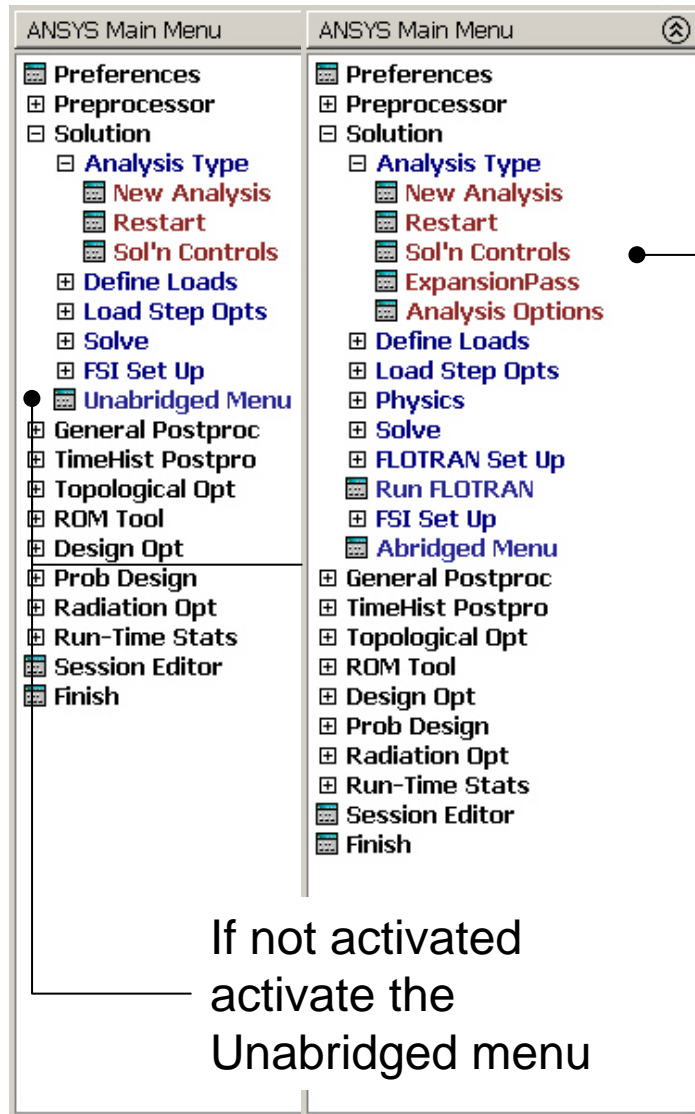 ANSYS Main Menu
Preferences
Preprocessor
Solution
Analysis Type
New Analysis
Restart
Sol'n Controls
Define Loads
Load Step Opts
Solve
FSI Set Up
Unabridged Menu
General Postproc
TimeHist Postpro
Topological Opt
ROM Tool
Design Opt
Prob Design
Radiation Opt
Run-Time Stats
Session Editor
Finish
ANSYS Main Menu
Preferences
Preprocessor
Solution
Analysis Type
New Analysis
Restart
Sol'n Controls
ExpansionPass
Analysis Options
Define Loads
Load Step Opts
Physics
Solve
FLOTRAN Set Up
Run FLOTRAN
FSI Set Up
Abridged Menu
General Postproc
TimeHist Postpro
Topological Opt
ROM Tool
Design Opt
Prob Design
Radiation Opt
Run-Time Stats
Session Editor
Finish
If not activated
activate the
Unabridged menu